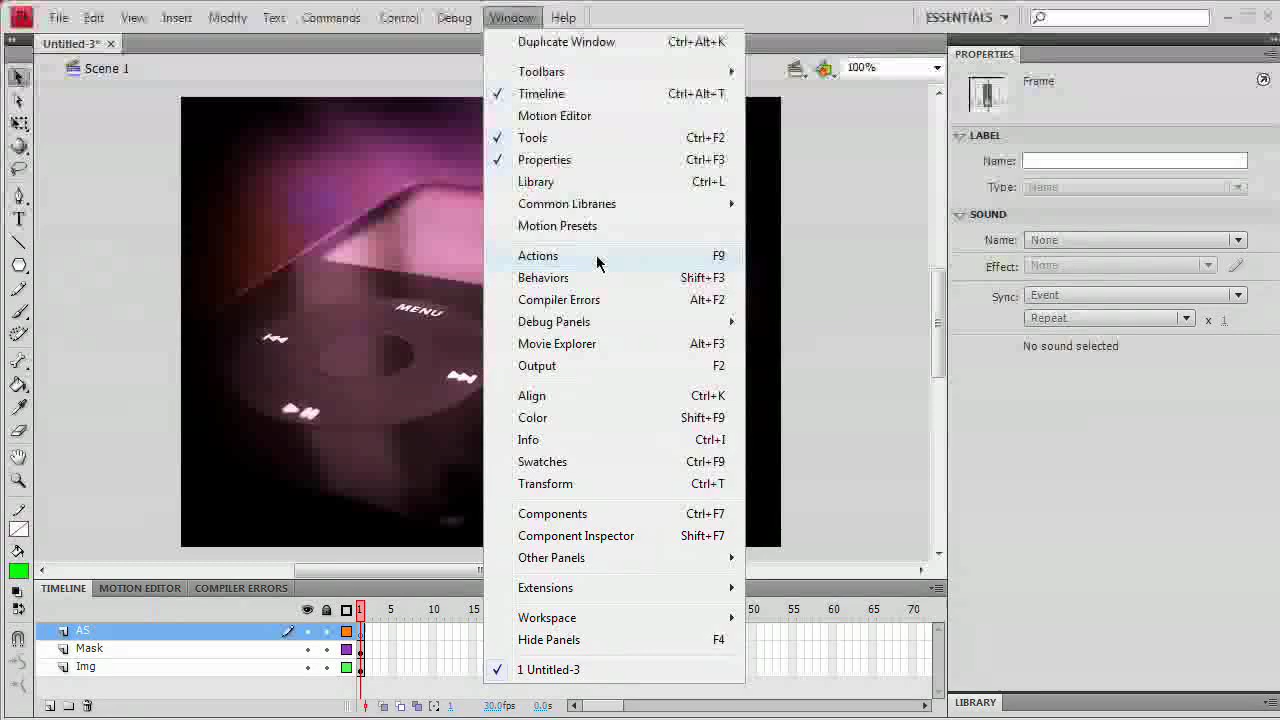 Fl File Edit View Insert Modify Text Commands Control Debug Window Help ESSENTIALS
Untitled-3* ×
Scene 1 100%
Duplicate Window Ctrl+Alt+K
Toolbars
Timeline Ctrl+Alt+T
Motion Editor
Tools Ctrl+F2
Properties Ctrl+F3
Library Ctrl+L
Common Libraries
Motion Presets
Actions F9
Behaviors Shift+F3
Compiler Errors Alt+F2
Debug Panels
Movie Explorer Alt+F3
Output F2
Align Ctrl+K
Color Shift+F9
Info Ctrl+I
Swatches Ctrl+F9
Transform Ctrl+T
Components Ctrl+F7
Component Inspector Shift+F7
Other Panels
Extensions
Workspace
Hide Panels F4
1 Untitled-3
MENU
PROPERTIES
Frame
LABEL
Name:
Type: Name
SOUND
Name: None
Effect: None
Sync: Event
Repeat x 1
No sound selected
LIBRARY
TIMELINE MOTION EDITOR COMPILER ERRORS
1 5 10 15 50 55 60 65 70
AS
Mask
Img
1 30.0fps 0.0s